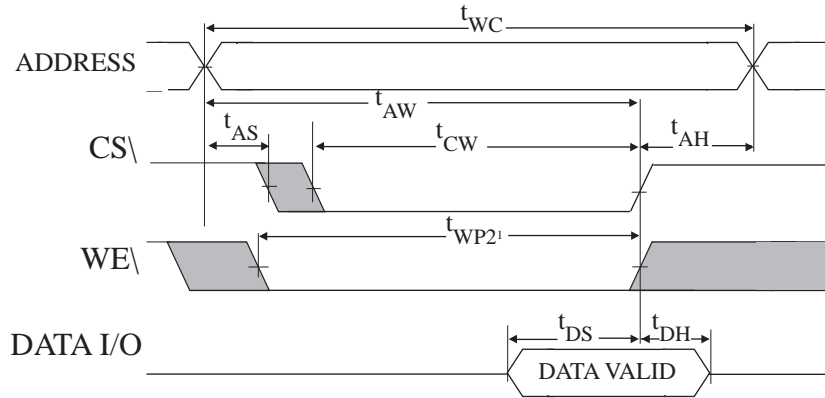 tWC
ADDRESS
tAW
tAS
tCW
tAH
CS\
tWP2¹
WE\
tDS
tDH
DATA I/O
DATA VALID